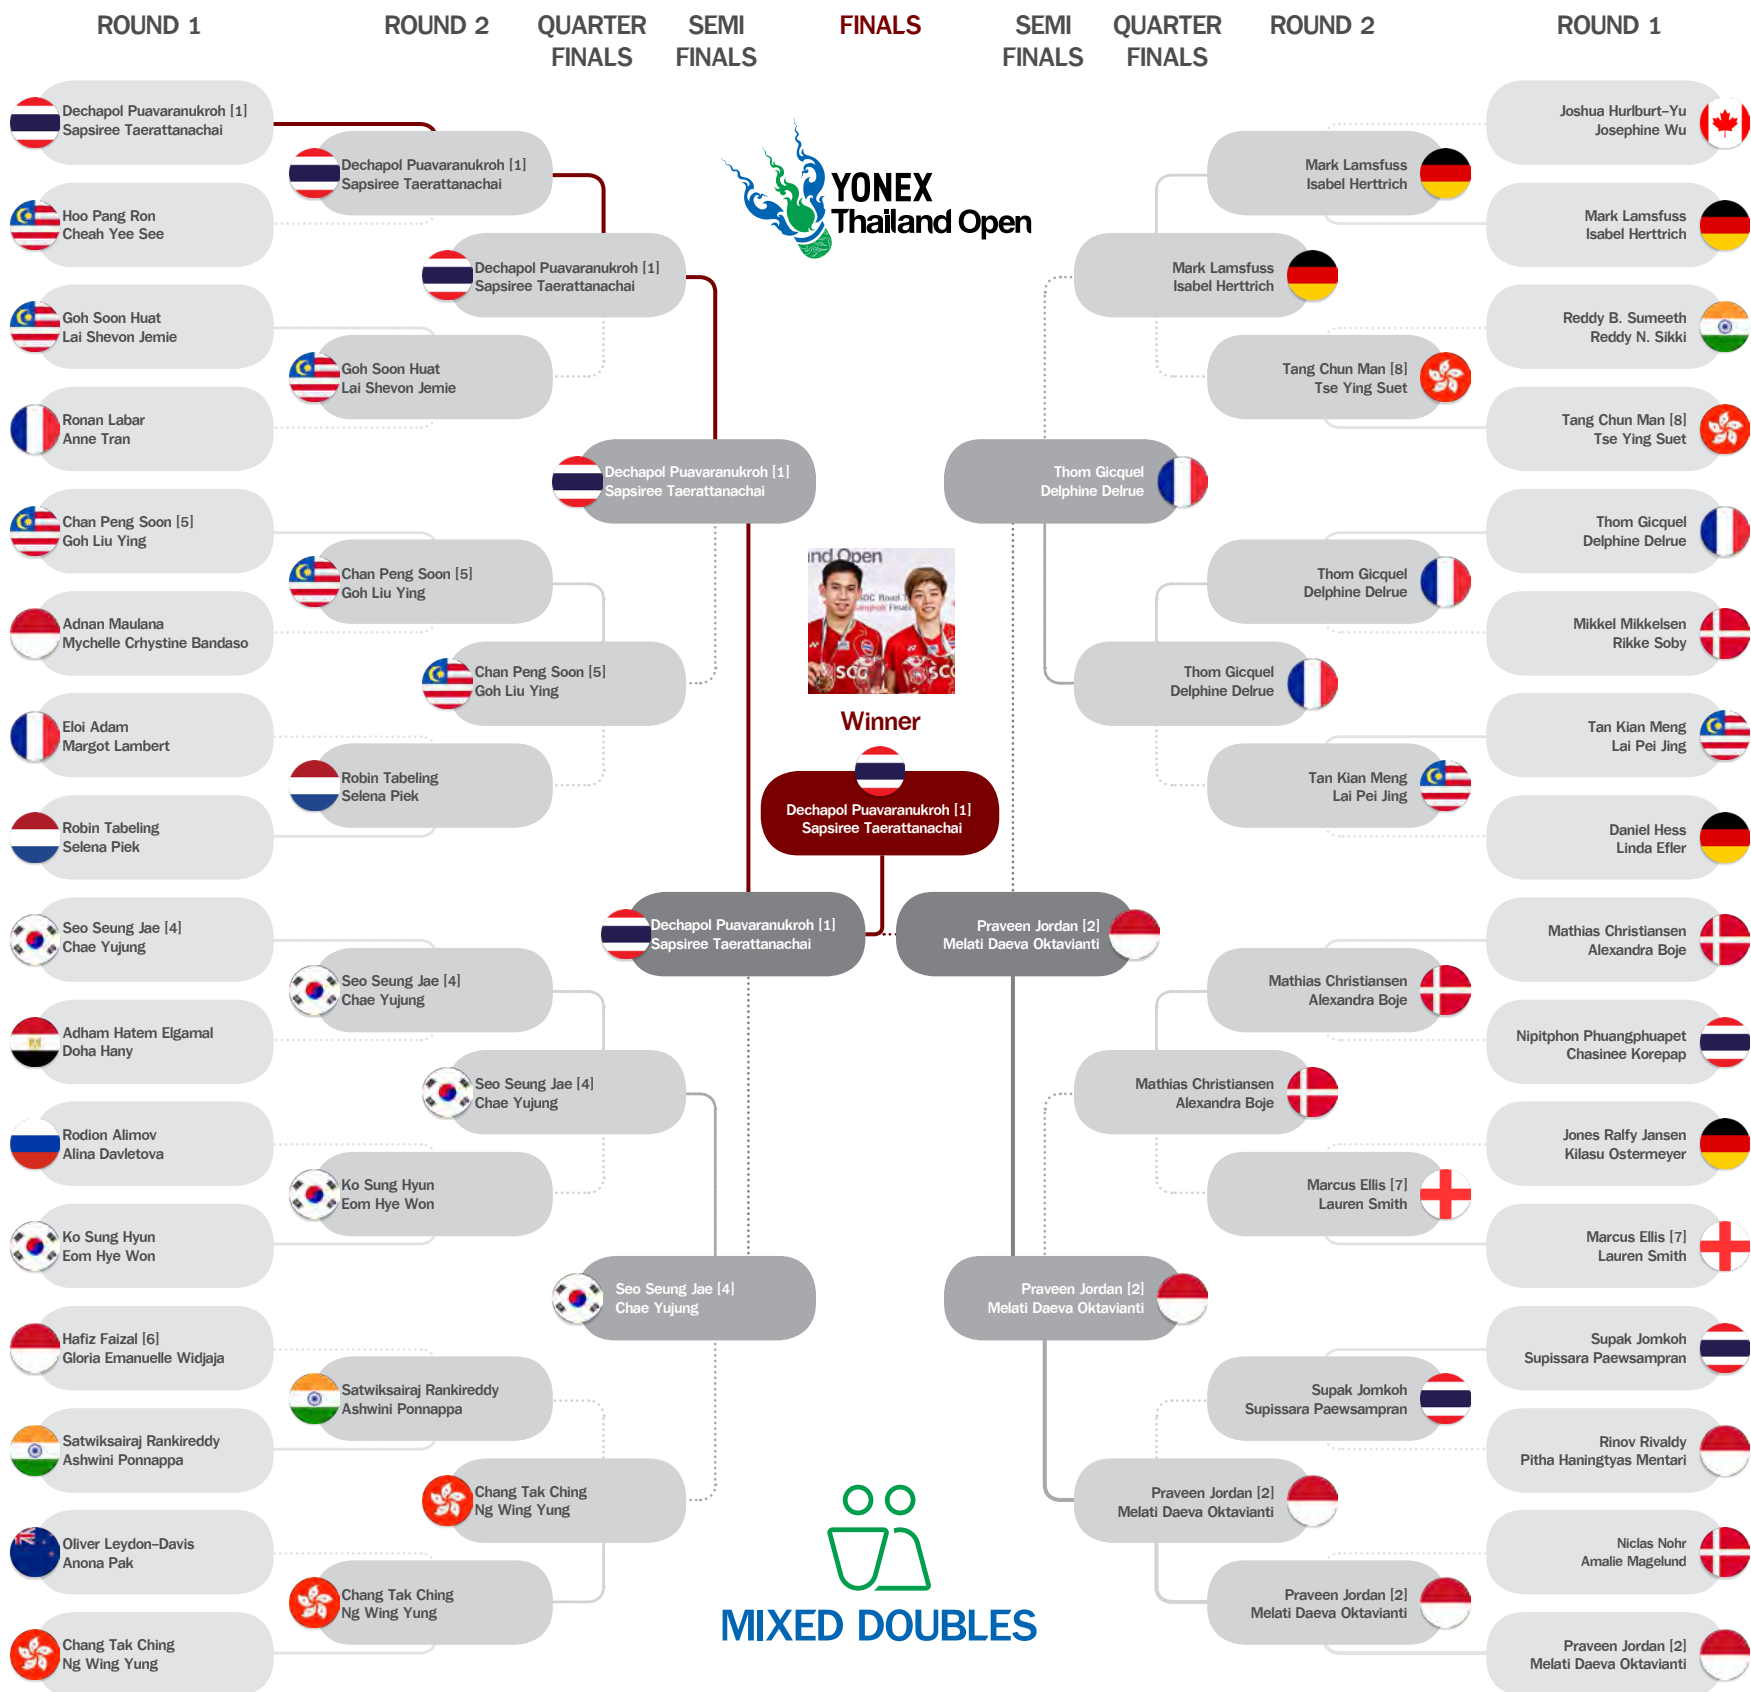 ROUND 1
ROUND 2
QUARTER
FINALS
SEMI
FINALS
FINALS
SEMI
FINALS
QUARTER
FINALS
ROUND 2
ROUND 1
Dechapol Puavaranukroh [1]
Sapsiree Taerattanachai
Hoo Pang Ron
Cheah Yee See
Goh Soon Huat
Lai Shevon Jemie
Ronan Labar
Anne Tran
Chan Peng Soon [5]
Goh Liu Ying
Adnan Maulana
Mychelle Crhystine Bandaso
Eloi Adam
Margot Lambert
Robin Tabeling
Selena Piek
Seo Seung Jae [4]
Chae Yujung
Adham Hatem Elgamal
Doha Hany
Rodion Alimov
Alina Davletova
Ko Sung Hyun
Eom Hye Won
Hafiz Faizal [6]
Gloria Emanuelle Widjaja
Satwiksairaj Rankireddy
Ashwini Ponnappa
Oliver Leydon-Davis
Anona Pak
Chang Tak Ching
Ng Wing Yung
Dechapol Puavaranukroh [1]
Sapsiree Taerattanachai
Goh Soon Huat
Lai Shevon Jemie
Chan Peng Soon [5]
Goh Liu Ying
Robin Tabeling
Selena Piek
Seo Seung Jae [4]
Chae Yujung
Ko Sung Hyun
Eom Hye Won
Satwiksairaj Rankireddy
Ashwini Ponnappa
Chang Tak Ching
Ng Wing Yung
Dechapol Puavaranukroh [1]
Sapsiree Taerattanachai
Chan Peng Soon [5]
Goh Liu Ying
Seo Seung Jae [4]
Chae Yujung
Chang Tak Ching
Ng Wing Yung
Dechapol Puavaranukroh [1]
Sapsiree Taerattanachai
Seo Seung Jae [4]
Chae Yujung
Dechapol Puavaranukroh [1]
Sapsiree Taerattanachai
YONEX
Thailand Open
nd Open
Winner
Dechapol Puavaranukroh [1]
Sapsiree Taerattanachai
MIXED DOUBLES
Praveen Jordan [2]
Melati Daeva Oktavianti
Thom Gicquel
Delphine Delrue
Praveen Jordan [2]
Melati Daeva Oktavianti
Mark Lamsfuss
Isabel Herttrich
Thom Gicquel
Delphine Delrue
Mathias Christiansen
Alexandra Boje
Praveen Jordan [2]
Melati Daeva Oktavianti
Mark Lamsfuss
Isabel Herttrich
Tang Chun Man [8]
Tse Ying Suet
Thom Gicquel
Delphine Delrue
Tan Kian Meng
Lai Pei Jing
Mathias Christiansen
Alexandra Boje
Marcus Ellis [7]
Lauren Smith
Supak Jomkoh
Supissara Paewsampran
Praveen Jordan [2]
Melati Daeva Oktavianti
Joshua Hurlburt-Yu
Josephine Wu
Mark Lamsfuss
Isabel Herttrich
Reddy B. Sumeeth
Reddy N. Sikki
Tang Chun Man [8]
Tse Ying Suet
Thom Gicquel
Delphine Delrue
Mikkel Mikkelsen
Rikke Soby
Tan Kian Meng
Lai Pei Jing
Daniel Hess
Linda Efler
Mathias Christiansen
Alexandra Boje
Nipitphon Phuangphuapet
Chasinee Korepap
Jones Ralfy Jansen
Kilasu Ostermeyer
Marcus Ellis [7]
Lauren Smith
Supak Jomkoh
Supissara Paewsampran
Rinov Rivaldy
Pitha Haningtyas Mentari
Niclas Nohr
Amalie Magelund
Praveen Jordan [2]
Melati Daeva Oktavianti